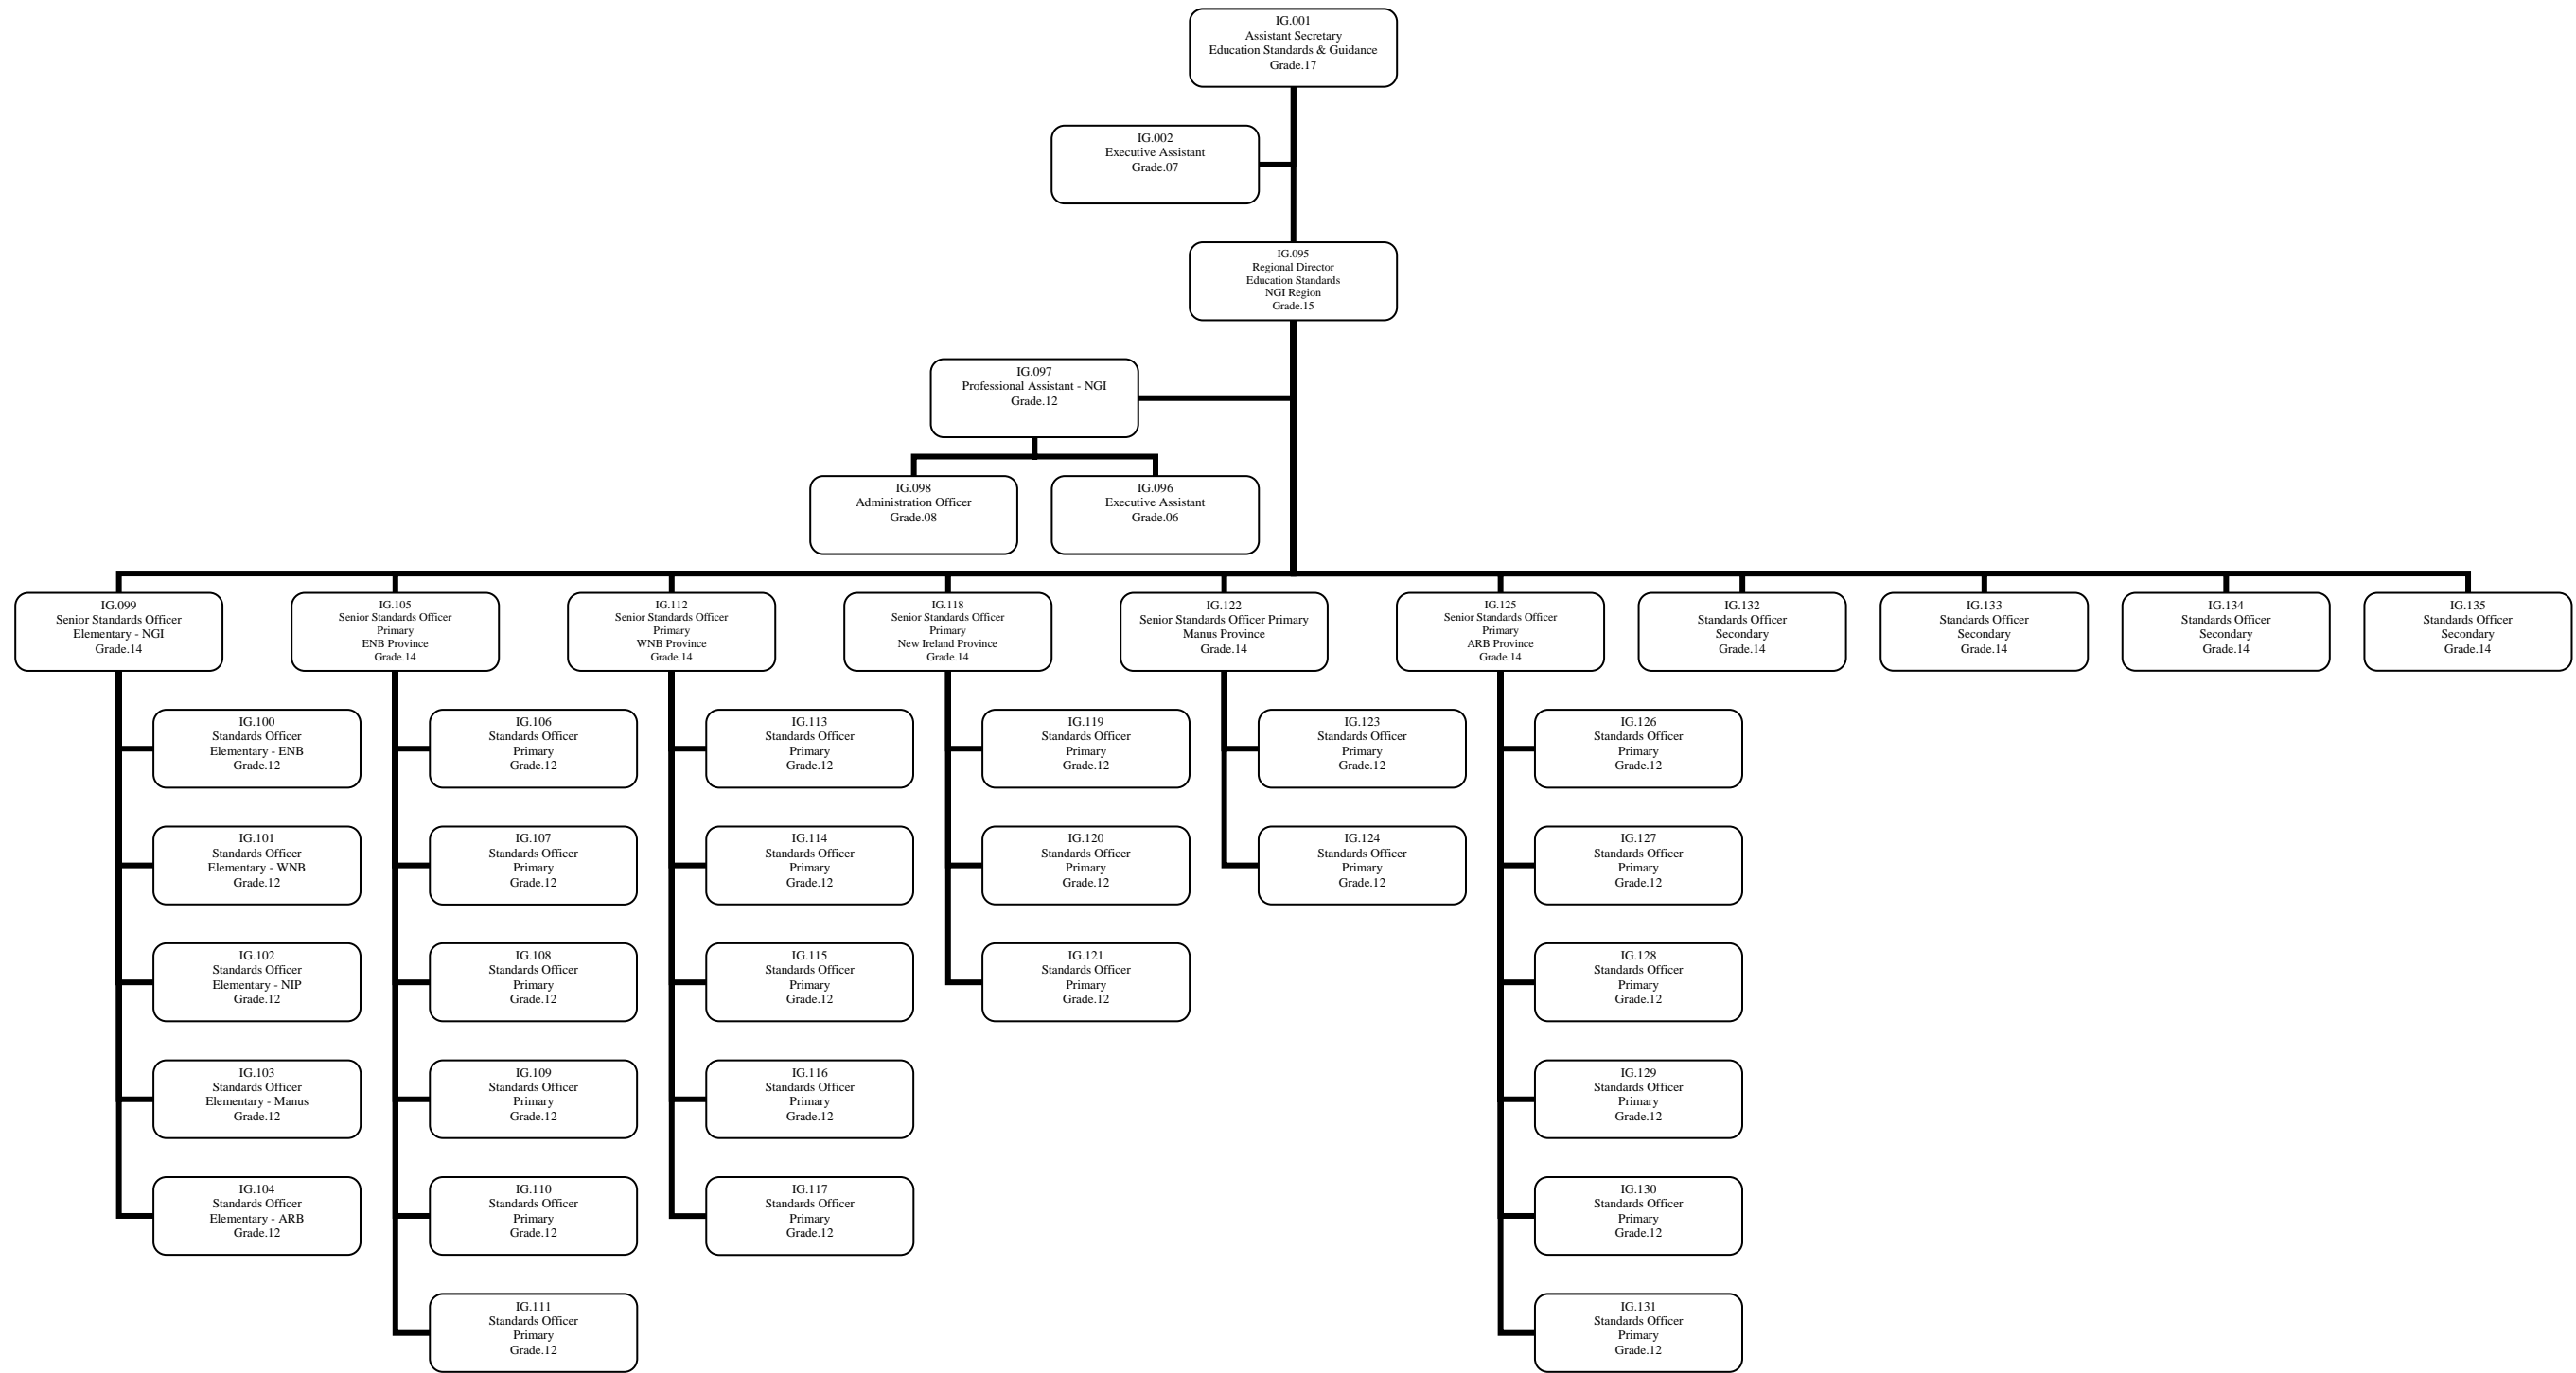 IG.001
Assistant Secretary
Education Standards & Guidance
Grade.17
IG.002
Executive Assistant
Grade.07
IG.095
Regional Director
Education Standards
NGI Region
Grade.15
IG.097
Professional Assistant - NGI
Grade.12
IG.098
Administration Officer
Grade.08
IG.096
Executive Assistant
Grade.06
IG.099
Senior Standards Officer
Elementary - NGI
Grade.14
IG.105
Senior Standards Officer
Primary
ENB Province
Grade.14
IG.112
Senior Standards Officer
Primary
WNB Province
Grade.14
IG.118
Senior Standards Officer
Primary
New Ireland Province
Grade.14
IG.122
Senior Standards Officer Primary
Manus Province
Grade.14
IG.125
Senior Standards Officer
Primary
ARB Province
Grade.14
IG.132
Standards Officer
Secondary
Grade.14
IG.133
Standards Officer
Secondary
Grade.14
IG.134
Standards Officer
Secondary
Grade.14
IG.135
Standards Officer
Secondary
Grade.14
IG.100
Standards Officer
Elementary - ENB
Grade.12
IG.106
Standards Officer
Primary
Grade.12
IG.113
Standards Officer
Primary
Grade.12
IG.119
Standards Officer
Primary
Grade.12
IG.123
Standards Officer
Primary
Grade.12
IG.126
Standards Officer
Primary
Grade.12
IG.101
Standards Officer
Elementary - WNB
Grade.12
IG.107
Standards Officer
Primary
Grade.12
IG.114
Standards Officer
Primary
Grade.12
IG.120
Standards Officer
Primary
Grade.12
IG.124
Standards Officer
Primary
Grade.12
IG.127
Standards Officer
Primary
Grade.12
IG.102
Standards Officer
Elementary - NIP
Grade.12
IG.108
Standards Officer
Primary
Grade.12
IG.115
Standards Officer
Primary
Grade.12
IG.121
Standards Officer
Primary
Grade.12
IG.128
Standards Officer
Primary
Grade.12
IG.103
Standards Officer
Elementary - Manus
Grade.12
IG.109
Standards Officer
Primary
Grade.12
IG.116
Standards Officer
Primary
Grade.12
IG.129
Standards Officer
Primary
Grade.12
IG.104
Standards Officer
Elementary - ARB
Grade.12
IG.110
Standards Officer
Primary
Grade.12
IG.117
Standards Officer
Primary
Grade.12
IG.130
Standards Officer
Primary
Grade.12
IG.111
Standards Officer
Primary
Grade.12
IG.131
Standards Officer
Primary
Grade.12